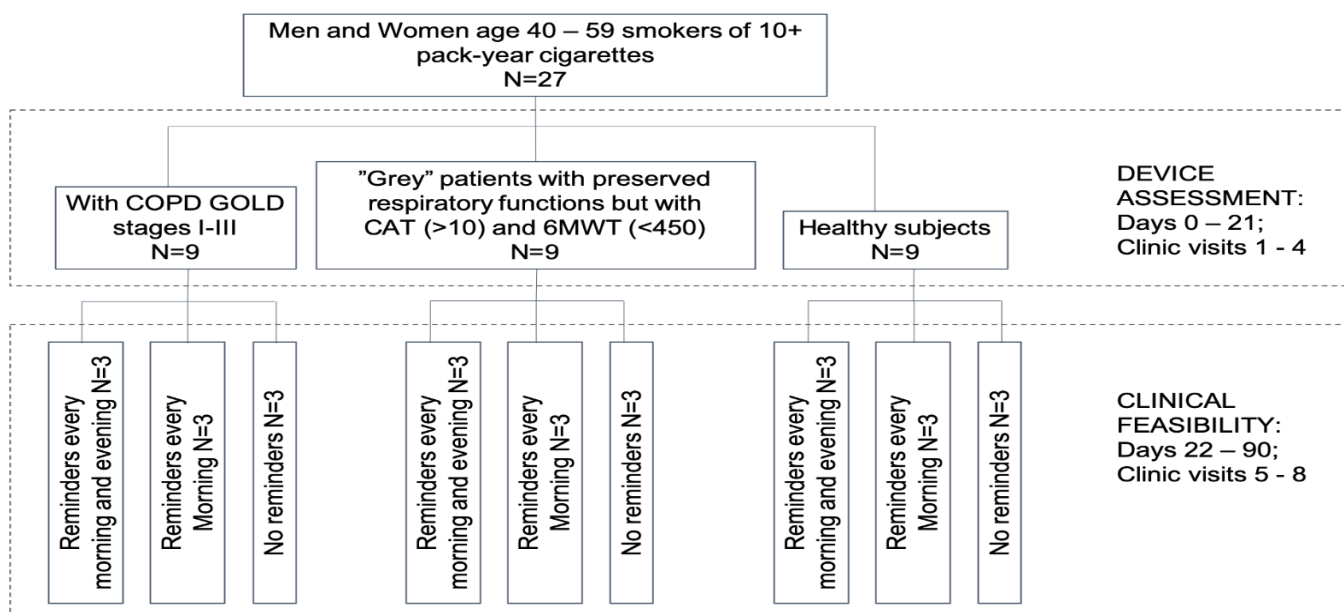 Men and Women age 40 – 59 smokers of 10+
pack-year cigarettes
N=27
With COPD GOLD
stages I-III
N=9
”Grey” patients with preserved
respiratory functions but with
CAT (>10) and 6MWT (<450)
N=9
Healthy subjects
N=9
DEVICE
ASSESSMENT:
Days 0 – 21;
Clinic visits 1 - 4
Reminders every
morning and evening N=3
Reminders every
Morning N=3
No reminders N=3
Reminders every
morning and evening N=3
Reminders every
Morning N=3
No reminders N=3
Reminders every
morning and evening N=3
Reminders every
Morning N=3
No reminders N=3
CLINICAL
FEASIBILITY:
Days 22 – 90;
Clinic visits 5 - 8